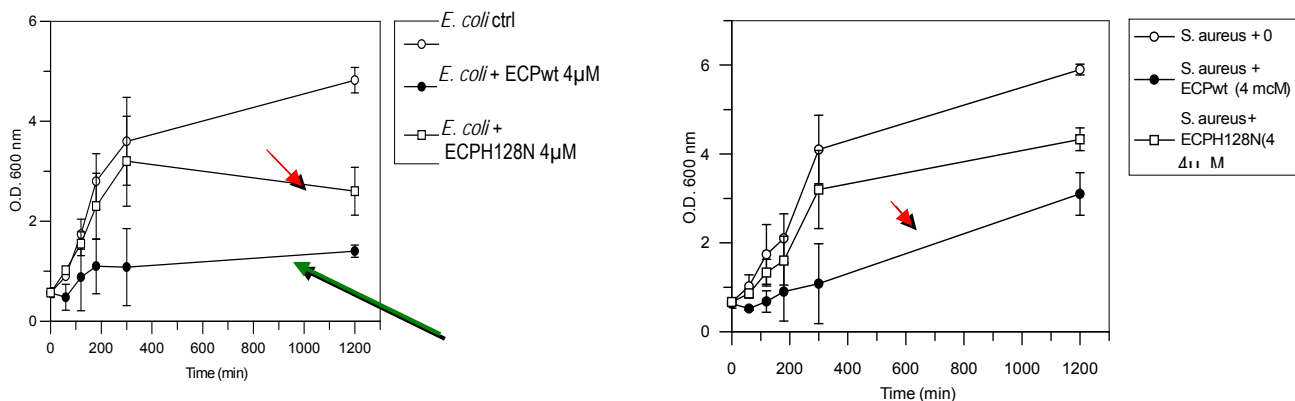 6
4
2
0
O.D. 600 nm
0 200 400 600 800 1000 1200
Time (min)
E. coli ctrl
E. coli + ECPwt 4µM
E. coli +
ECPH128N 4µM
6
4
2
0
O.D. 600 nm
0 200 400 600 800 1000 1200
Time (min)
S. aureus + 0
S. aureus +
ECPwt (4 mcM)
S. aureus+
ECPH128N(4
4µ M